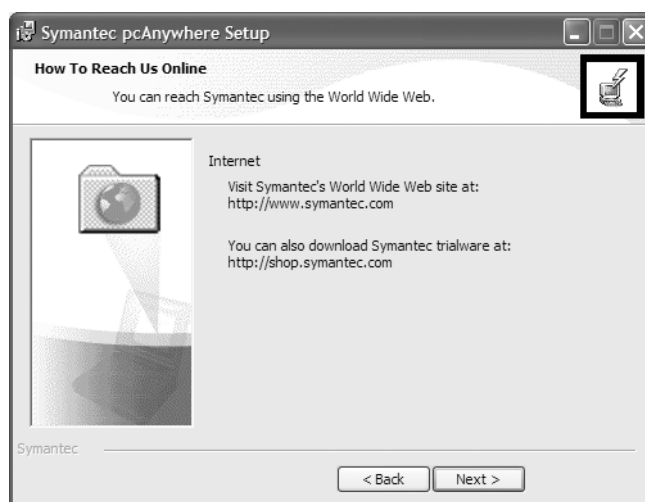 Symantec pcAnywhere Setup
How To Reach Us Online
You can reach Symantec using the World Wide Web.
Internet
Visit Symantec's World Wide Web site at:
http://www.symantec.com
You can also download Symantec trialware at:
http://shop.symantec.com
Symantec
< Back
Next >